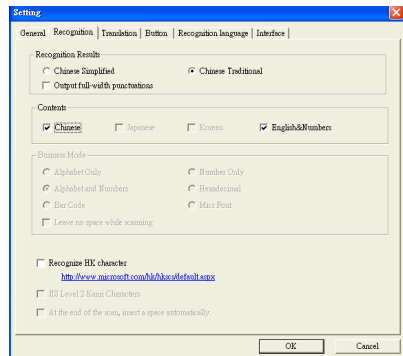 Setting
General Recognition Translation Button Recognition language Interface
Recognition Results
Chinese Simplified Chinese Traditional
Output full-width punctuations
Contents
Chinese Japanese Korean English&Numbers
Business Mode
Alphabet Only Number Only
Alphabet and Numbers Hexadecimal
Bar Code Micr Font
Leave no space while scanning
Recognize HK character
http://www.microsoft.com/hk/hkscs/default.aspx
JIS Level 2 Kanji Characters
At the end of the scan, insert a space automatically.
OK Cancel